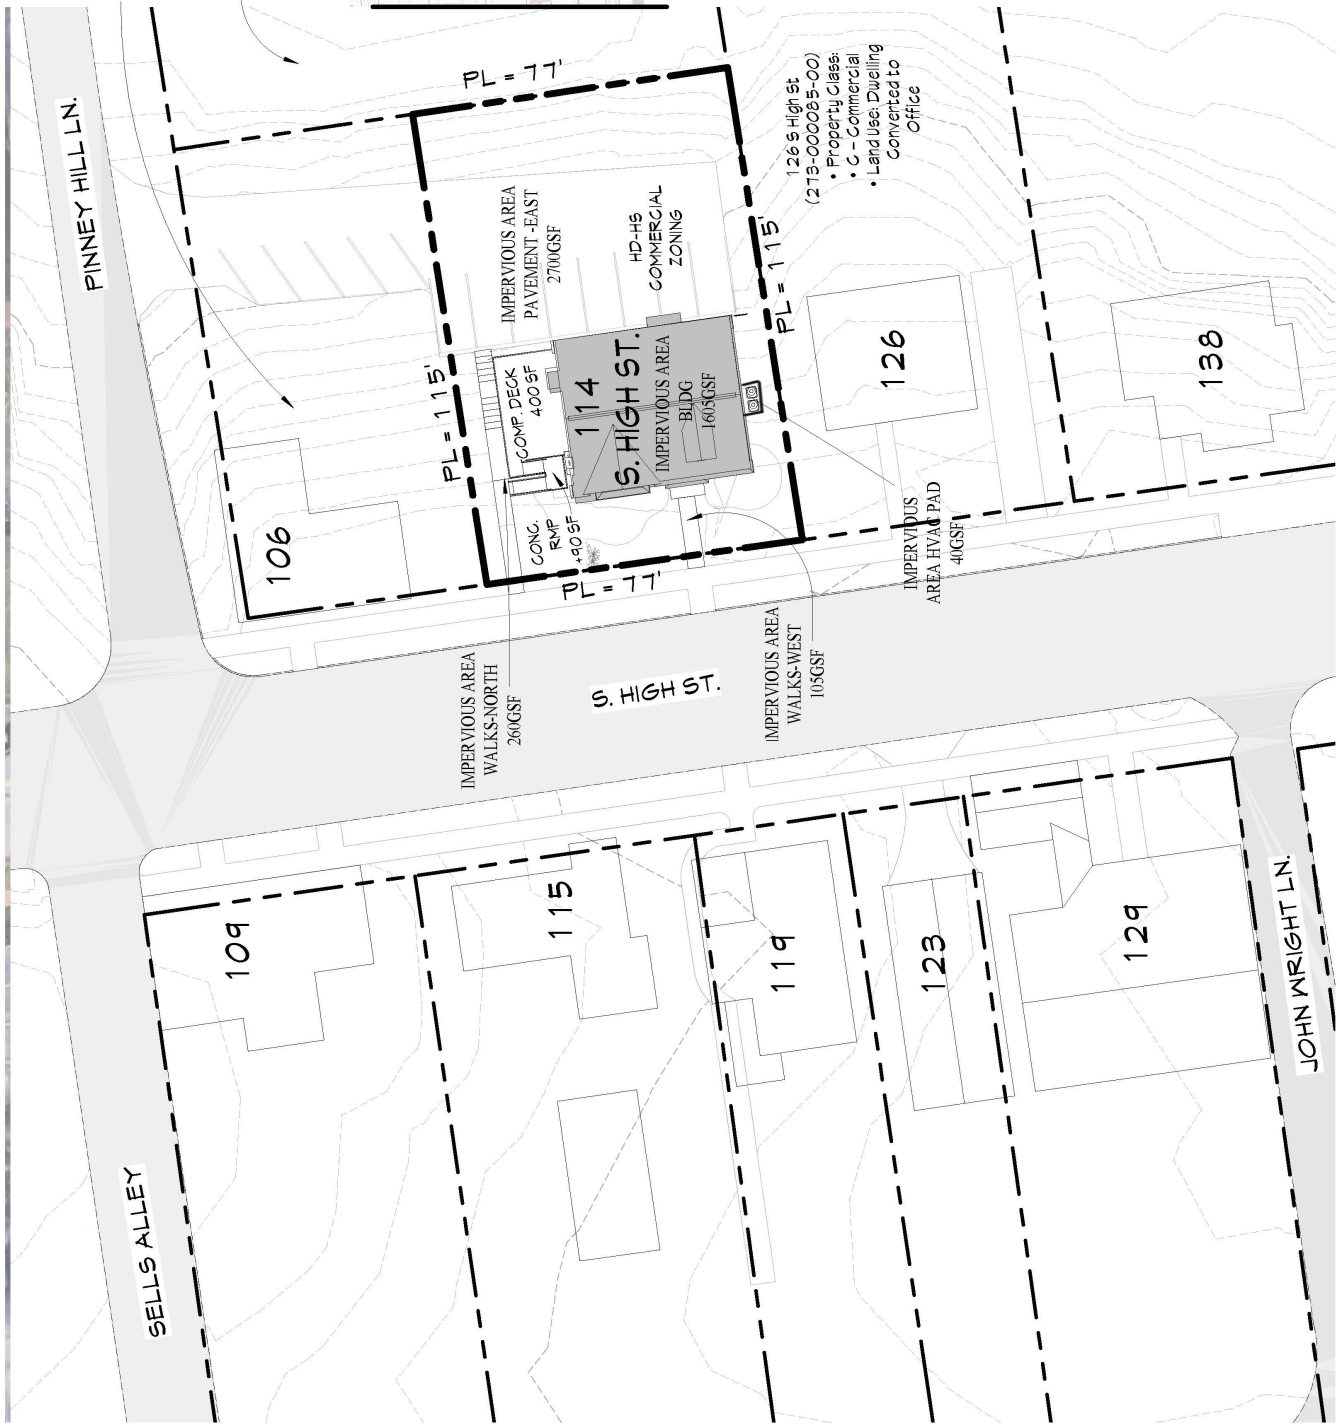 PINNEY HILL LN.
PL = 77'
126 S High St
(273-000085-00)
• Property Class:
• C - Commercial
• Land Use: Dwelling
Converted to
Office
IMPERVIOUS AREA
PAVEMENT -EAST
2700GSF
HD-HS
COMMERCIAL
ZONING
PL = 115'
PL = 115'
COMP. DECK
400 SF
114
S. HIGH ST.
IMPERVIOUS AREA
BLDG
1605GSF
126
138
106
CONC.
RMP
+90 SF
PL = 77'
IMPERVIOUS
AREA HVAC PAD
40GSF
IMPERVIOUS AREA
WALKS-NORTH
260GSF
S. HIGH ST.
IMPERVIOUS AREA
WALKS-WEST
105GSF
109
115
119
123
129
JOHN WRIGHT LN.
SELLS ALLEY